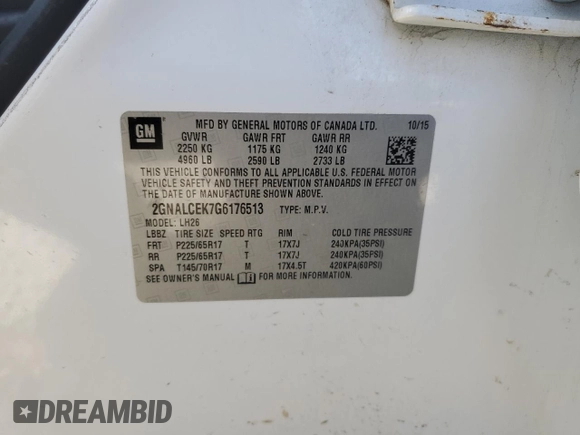 GM
MFD BY GENERAL MOTORS OF CANADA LTD. 10/15
GVWR GAWR FRT GAWR RR
2250 KG 1175 KG 1240 KG
4960 LB 2590 LB 2733 LB
THIS VEHICLE CONFORMS TO ALL APPLICABLE U.S. FEDERAL MOTOR
VEHICLE SAFETY AND THEFT PREVENTION STANDARDS IN EFFECT ON
THE DATE OF MANUFACTURE SHOWN ABOVE.
2GNALCEK7G6176513 TYPE: M.P.V.
MODEL: LH26
LBBZ TIRE SIZE SPEED RTG RIM COLD TIRE PRESSURE
FRT P225/65R17 T 17X7J 240KPA(35PSI)
RR P225/65R17 T 17X7J 240KPA(35PSI)
SPA T145/70R17 M 17X4.5T 420KPA(60PSI)
SEE OWNER'S MANUAL FOR MORE INFORMATION.
DREAMBID